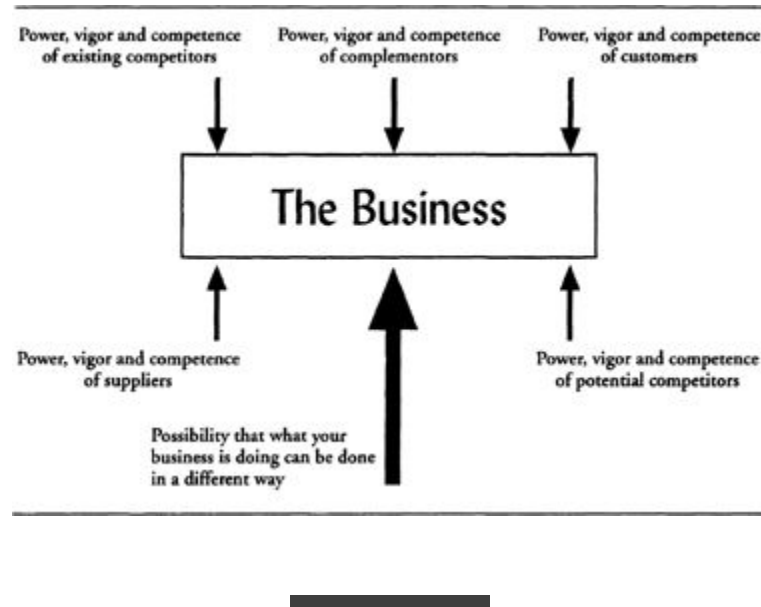 Power, vigor and competence
of existing competitors
Power, vigor and competence
of complementors
Power, vigor and competence
of customers
The Business
Power, vigor and competence
of suppliers
Power, vigor and competence
of potential competitors
Possibility that what your
business is doing can be done
in a different way